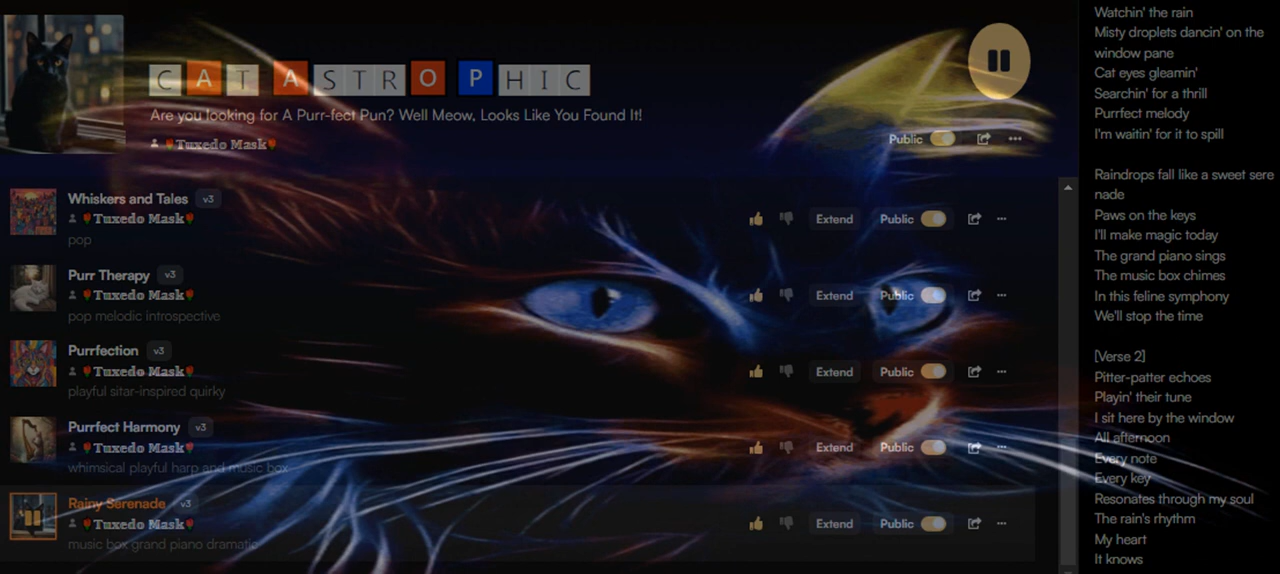 CATASTROPHIC
Are you looking for A Purr-fect Pun? Well Meow, Looks Like You Found It!
🌹Tuxedo Mask🌹
Public
Whiskers and Tales v3
🌹Tuxedo Mask🌹
pop
Extend Public
Purr Therapy v3
🌹Tuxedo Mask🌹
pop melodic introspective
Extend Public
Purrfection v3
🌹Tuxedo Mask🌹
playful sitar-inspired quirky
Extend Public
Purrfect Harmony v3
🌹Tuxedo Mask🌹
whimsical playful harp and music box
Extend Public
Rainy Serenade v3
🌹Tuxedo Mask🌹
music box grand piano dramatic
Extend Public
Watchin' the rain
Misty droplets dancin' on the
window pane
Cat eyes gleamin'
Searchin' for a thrill
Purrfect melody
I'm waitin' for it to spill
Raindrops fall like a sweet sere
nade
Paws on the keys
I'll make magic today
The grand piano sings
The music box chimes
In this feline symphony
We'll stop the time
[Verse 2]
Pitter-patter echoes
Playin' their tune
I sit here by the window
All afternoon
Every note
Every key
Resonates through my soul
The rain's rhythm
My heart
It knows